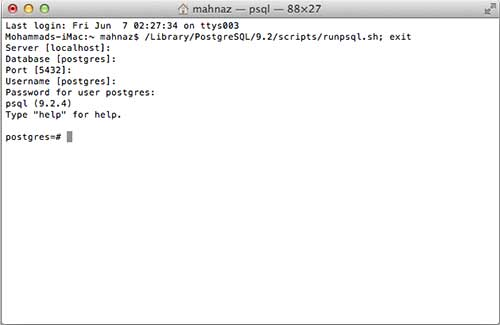 mahnaz — psql — 88×27
Last login: Fri Jun  7 02:27:34 on ttys003
Mohammads-iMac:~ mahnaz$ /Library/PostgreSQL/9.2/scripts/runpsql.sh; exit
Server [localhost]:
Database [postgres]:
Port [5432]:
Username [postgres]:
Password for user postgres:
psql (9.2.4)
Type "help" for help.
postgres=#